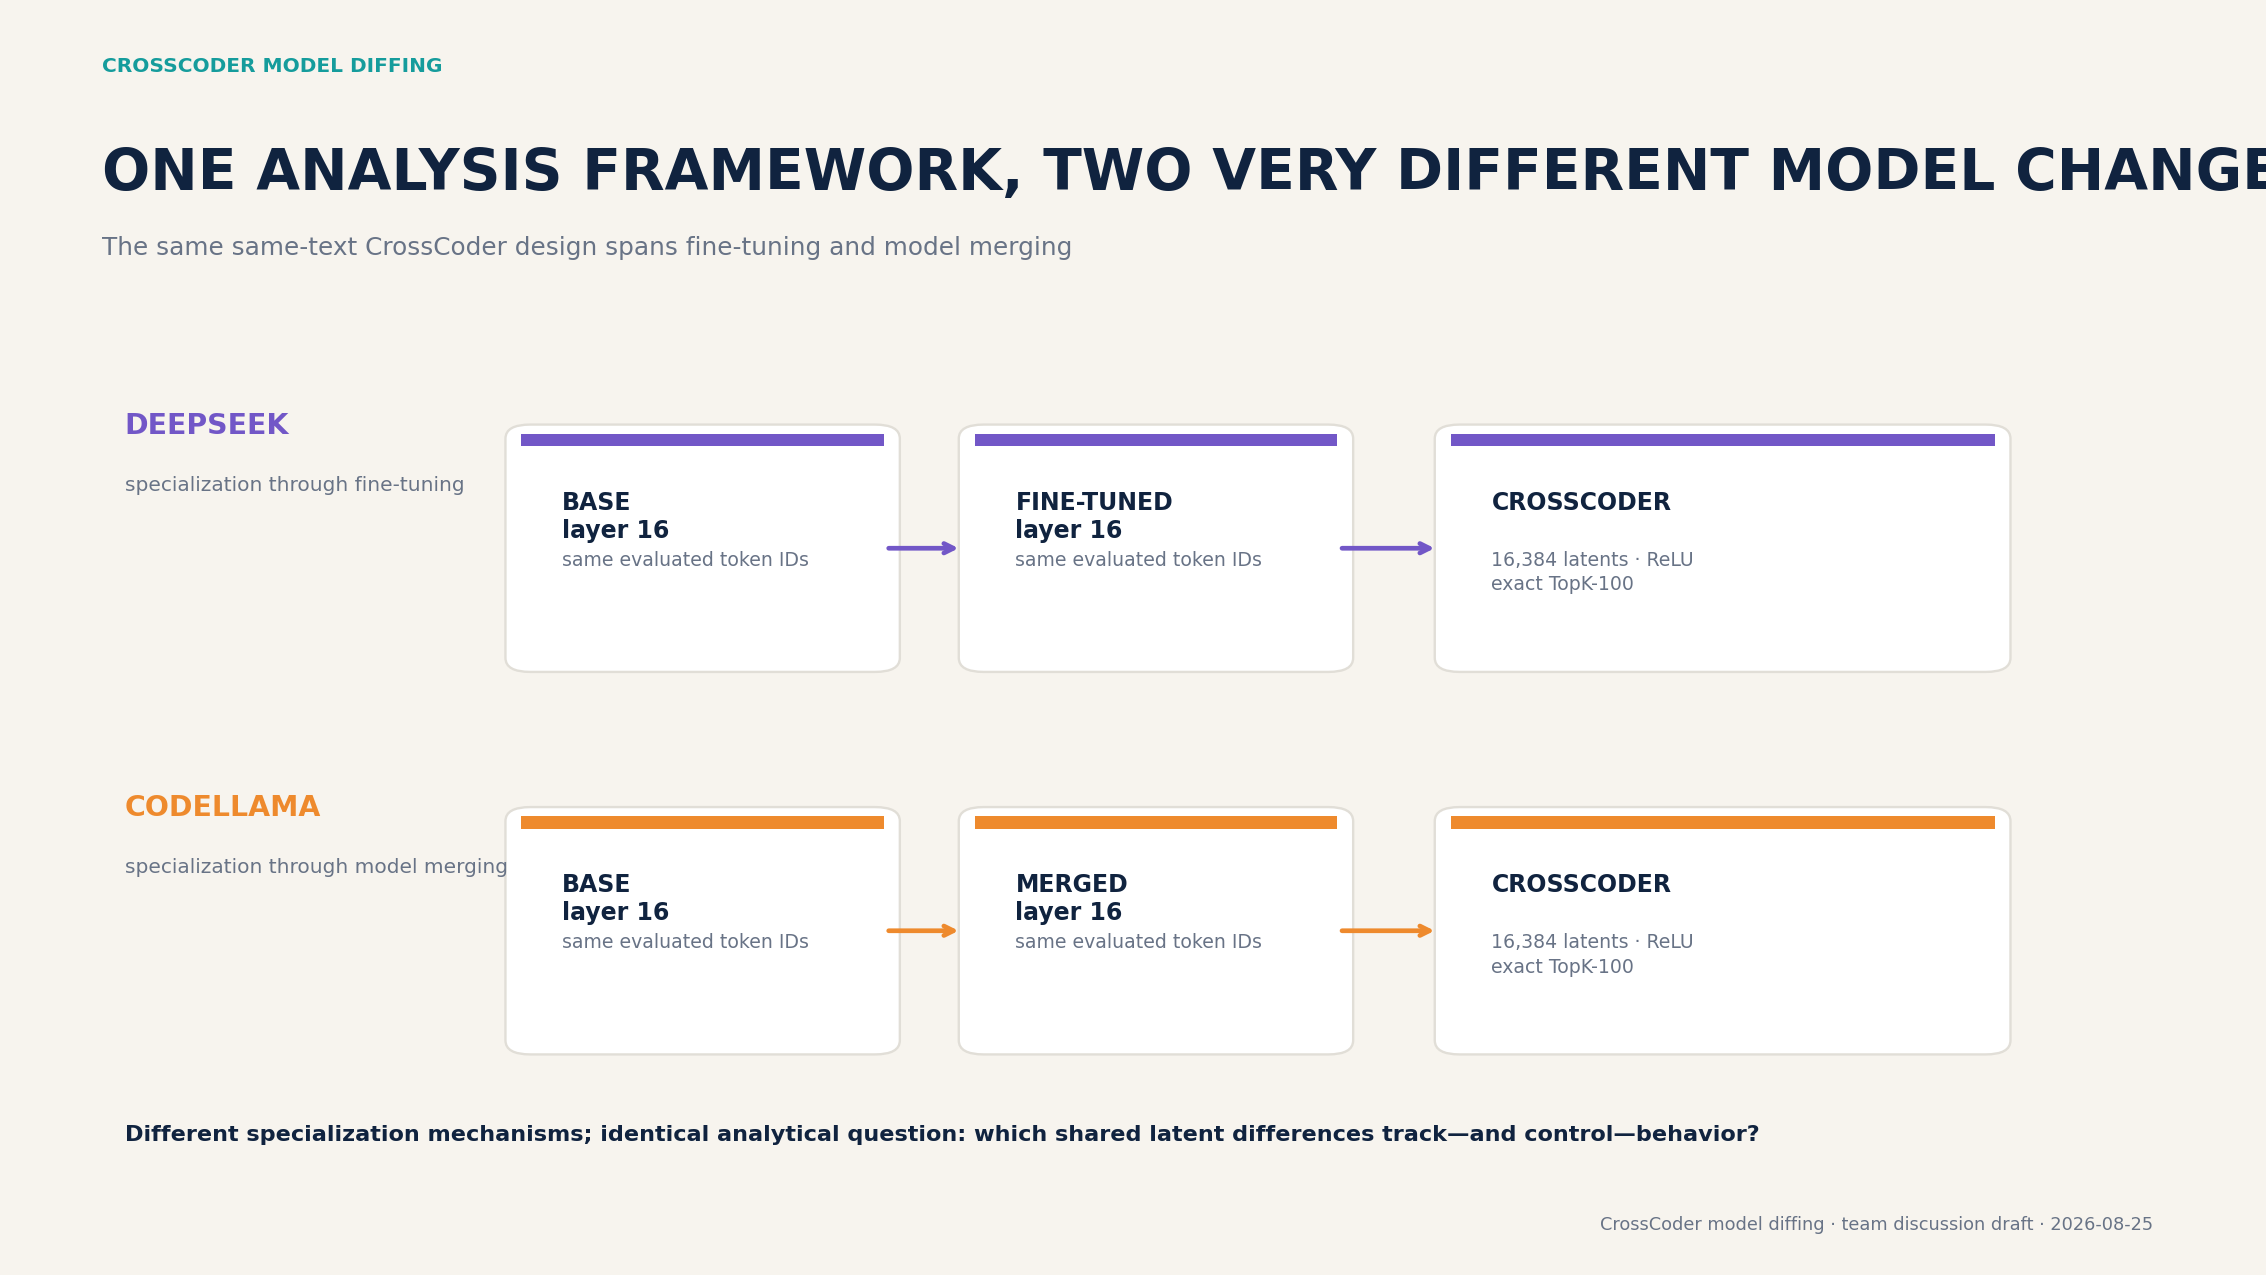 CROSSCODER MODEL DIFFING
ONE ANALYSIS FRAMEWORK, TWO VERY DIFFERENT MODEL CHANGE
The same same-text CrossCoder design spans fine-tuning and model merging
DEEPSEEK
specialization through fine-tuning
BASE
layer 16
same evaluated token IDs
FINE-TUNED
layer 16
same evaluated token IDs
CROSSCODER
16,384 latents · ReLU
exact TopK-100
CODELLAMA
specialization through model merging
BASE
layer 16
same evaluated token IDs
MERGED
layer 16
same evaluated token IDs
CROSSCODER
16,384 latents · ReLU
exact TopK-100
Different specialization mechanisms; identical analytical question: which shared latent differences track—and control—behavior?
CrossCoder model diffing · team discussion draft · 2026-08-25